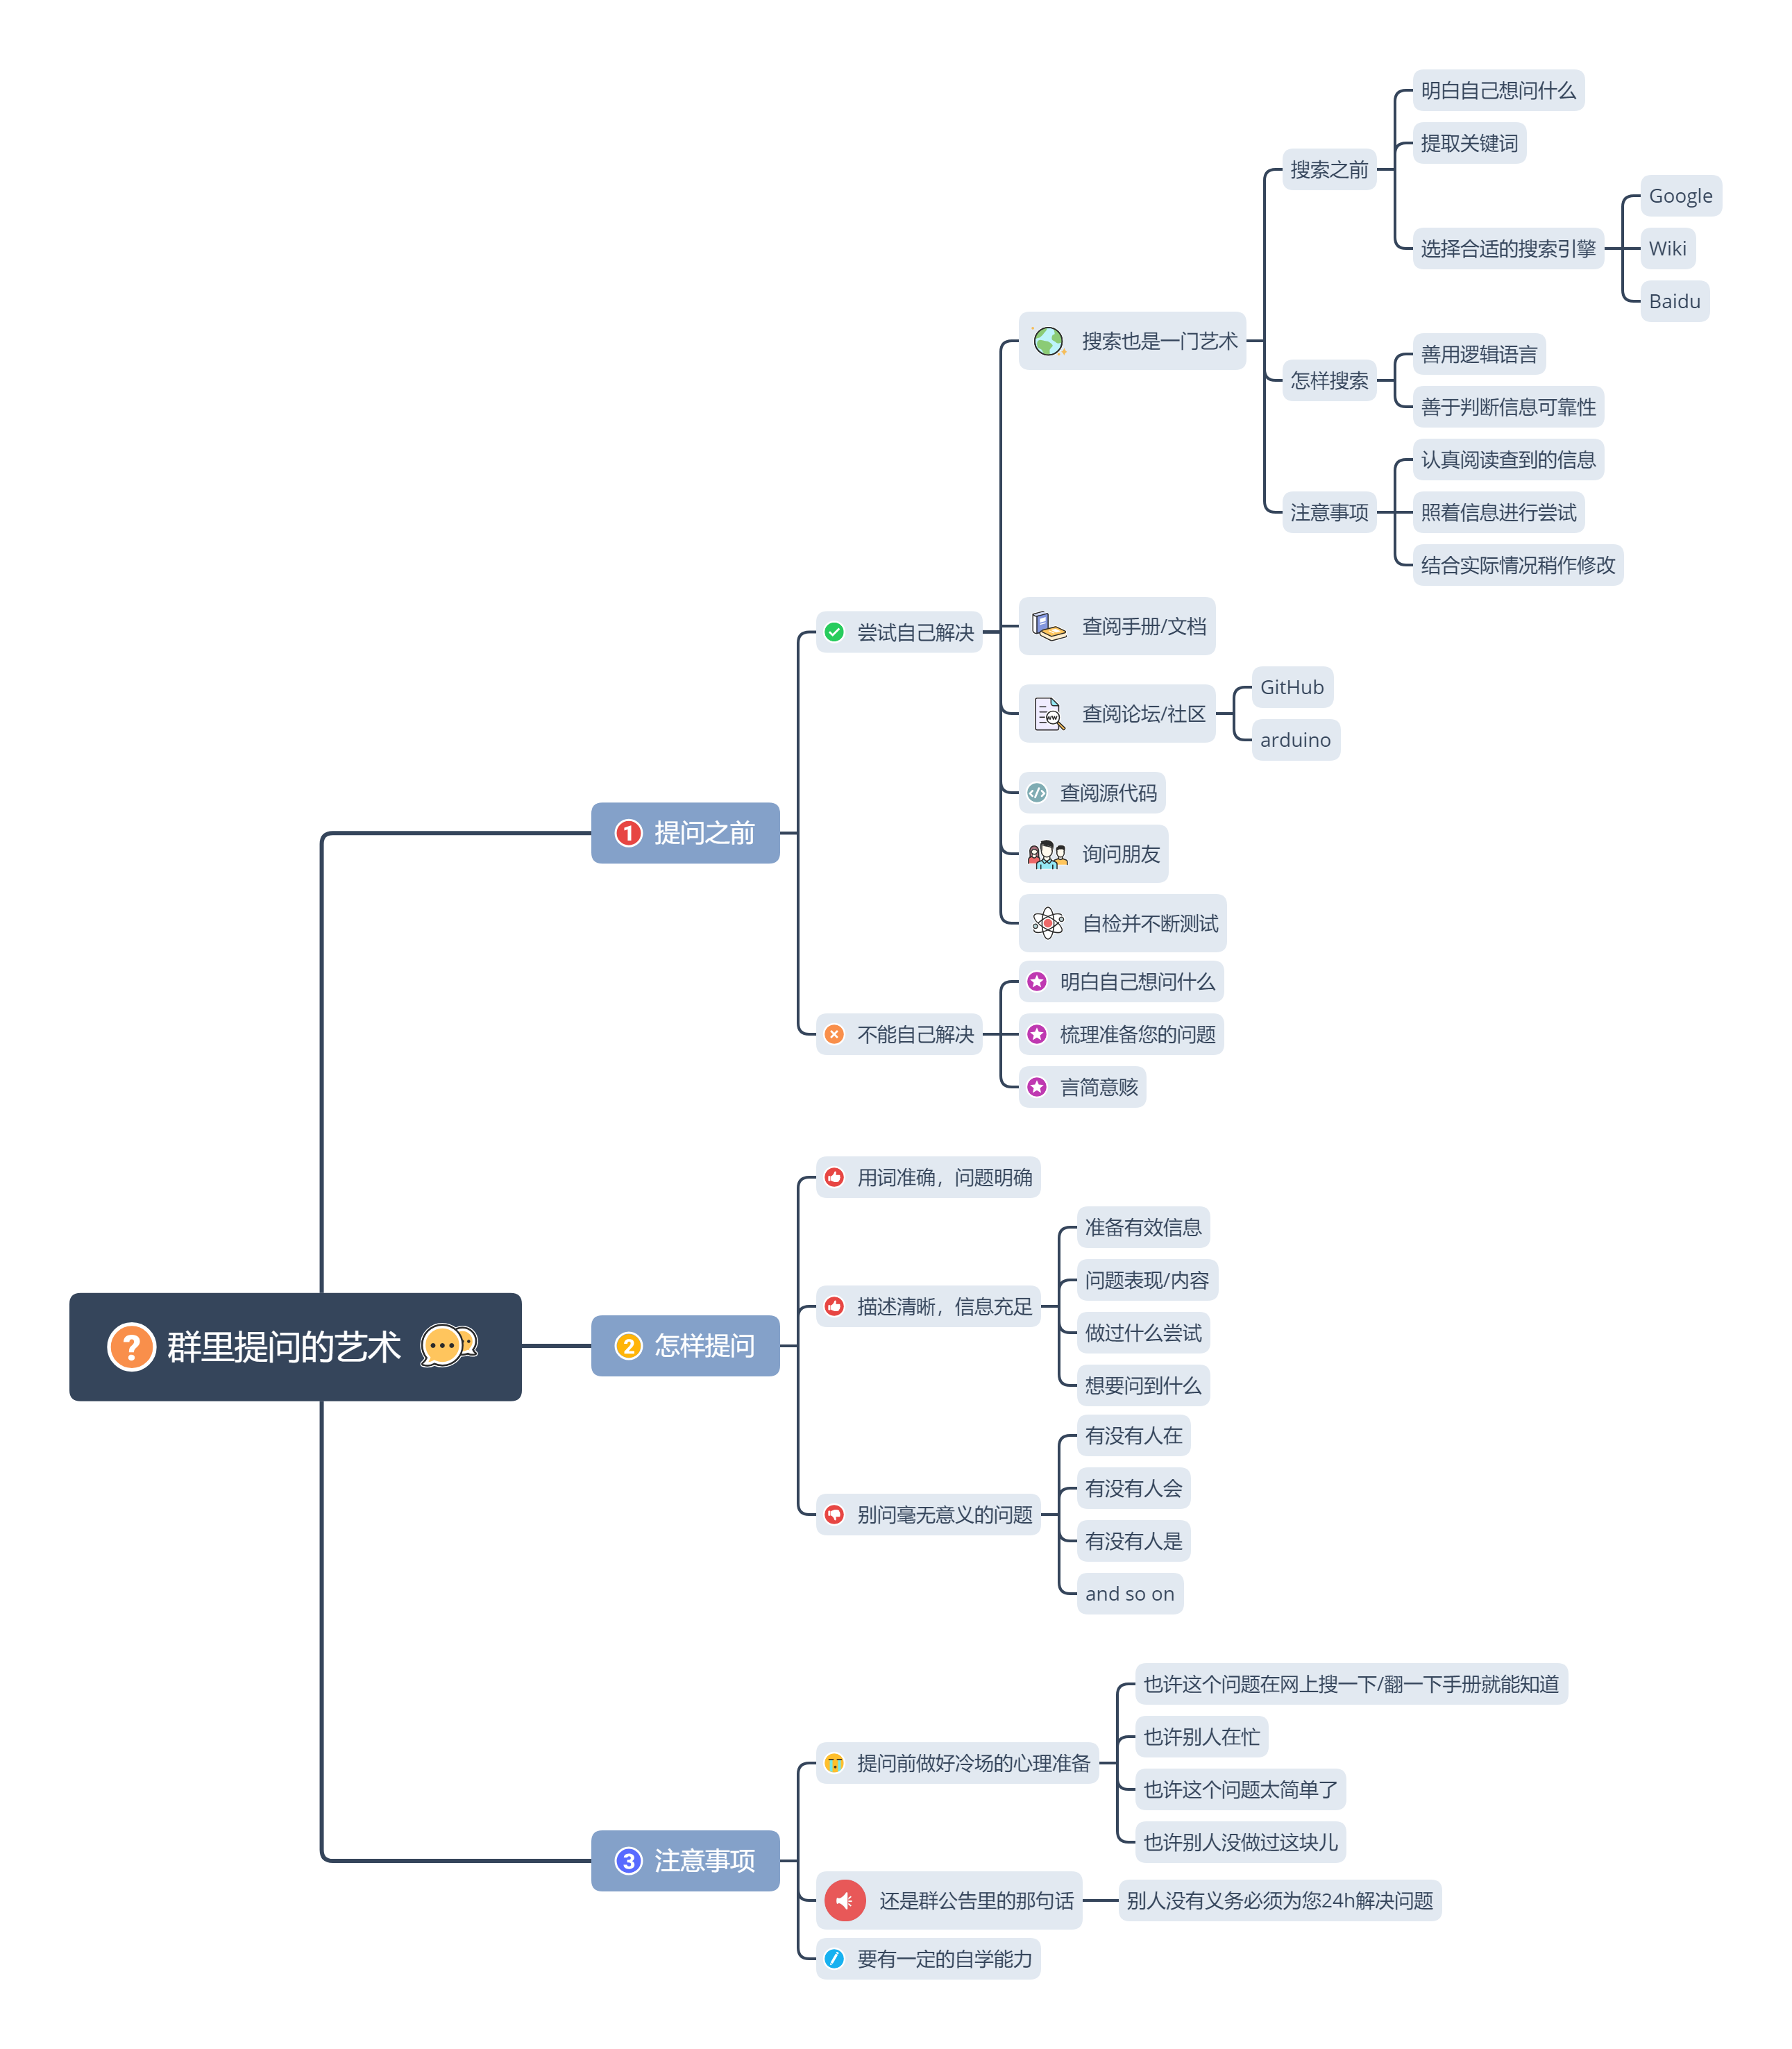 群里提问的艺术
提问之前
尝试自己解决
搜索也是一门艺术
搜索之前
明白自己想问什么
提取关键词
选择合适的搜索引擎
Google
Wiki
Baidu
怎样搜索
善用逻辑语言
善于判断信息可靠性
注意事项
认真阅读查到的信息
照着信息进行尝试
结合实际情况稍作修改
查阅手册/文档
查阅论坛/社区
GitHub
arduino
查阅源代码
询问朋友
自检并不断测试
不能自己解决
明白自己想问什么
梳理准备您的问题
言简意赅
怎样提问
用词准确，问题明确
描述清晰，信息充足
准备有效信息
问题表现/内容
做过什么尝试
想要问到什么
别问毫无意义的问题
有没有人在
有没有人会
有没有人是
and so on
注意事项
提问前做好冷场的心理准备
也许这个问题在网上搜一下/翻一下手册就能知道
也许别人在忙
也许这个问题太简单了
也许别人没做过这块儿
还是群公告里的那句话
别人没有义务必须为您24h解决问题
要有一定的自学能力